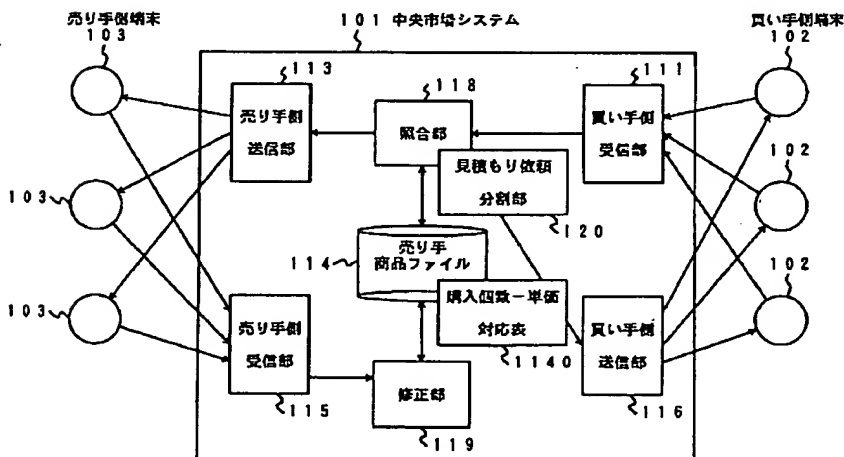 売り手側端末
103
101 中央市場システム
買い手側端末
102
113
売り手側
送信部
118
照合部
111
買い手側
受信部
見積もり依頼
分割部
120
103
102
114
売り手
商品ファイル
購入個数－単価
対応表
1140
103
102
売り手側
受信部
115
修正部
119
買い手側
送信部
116